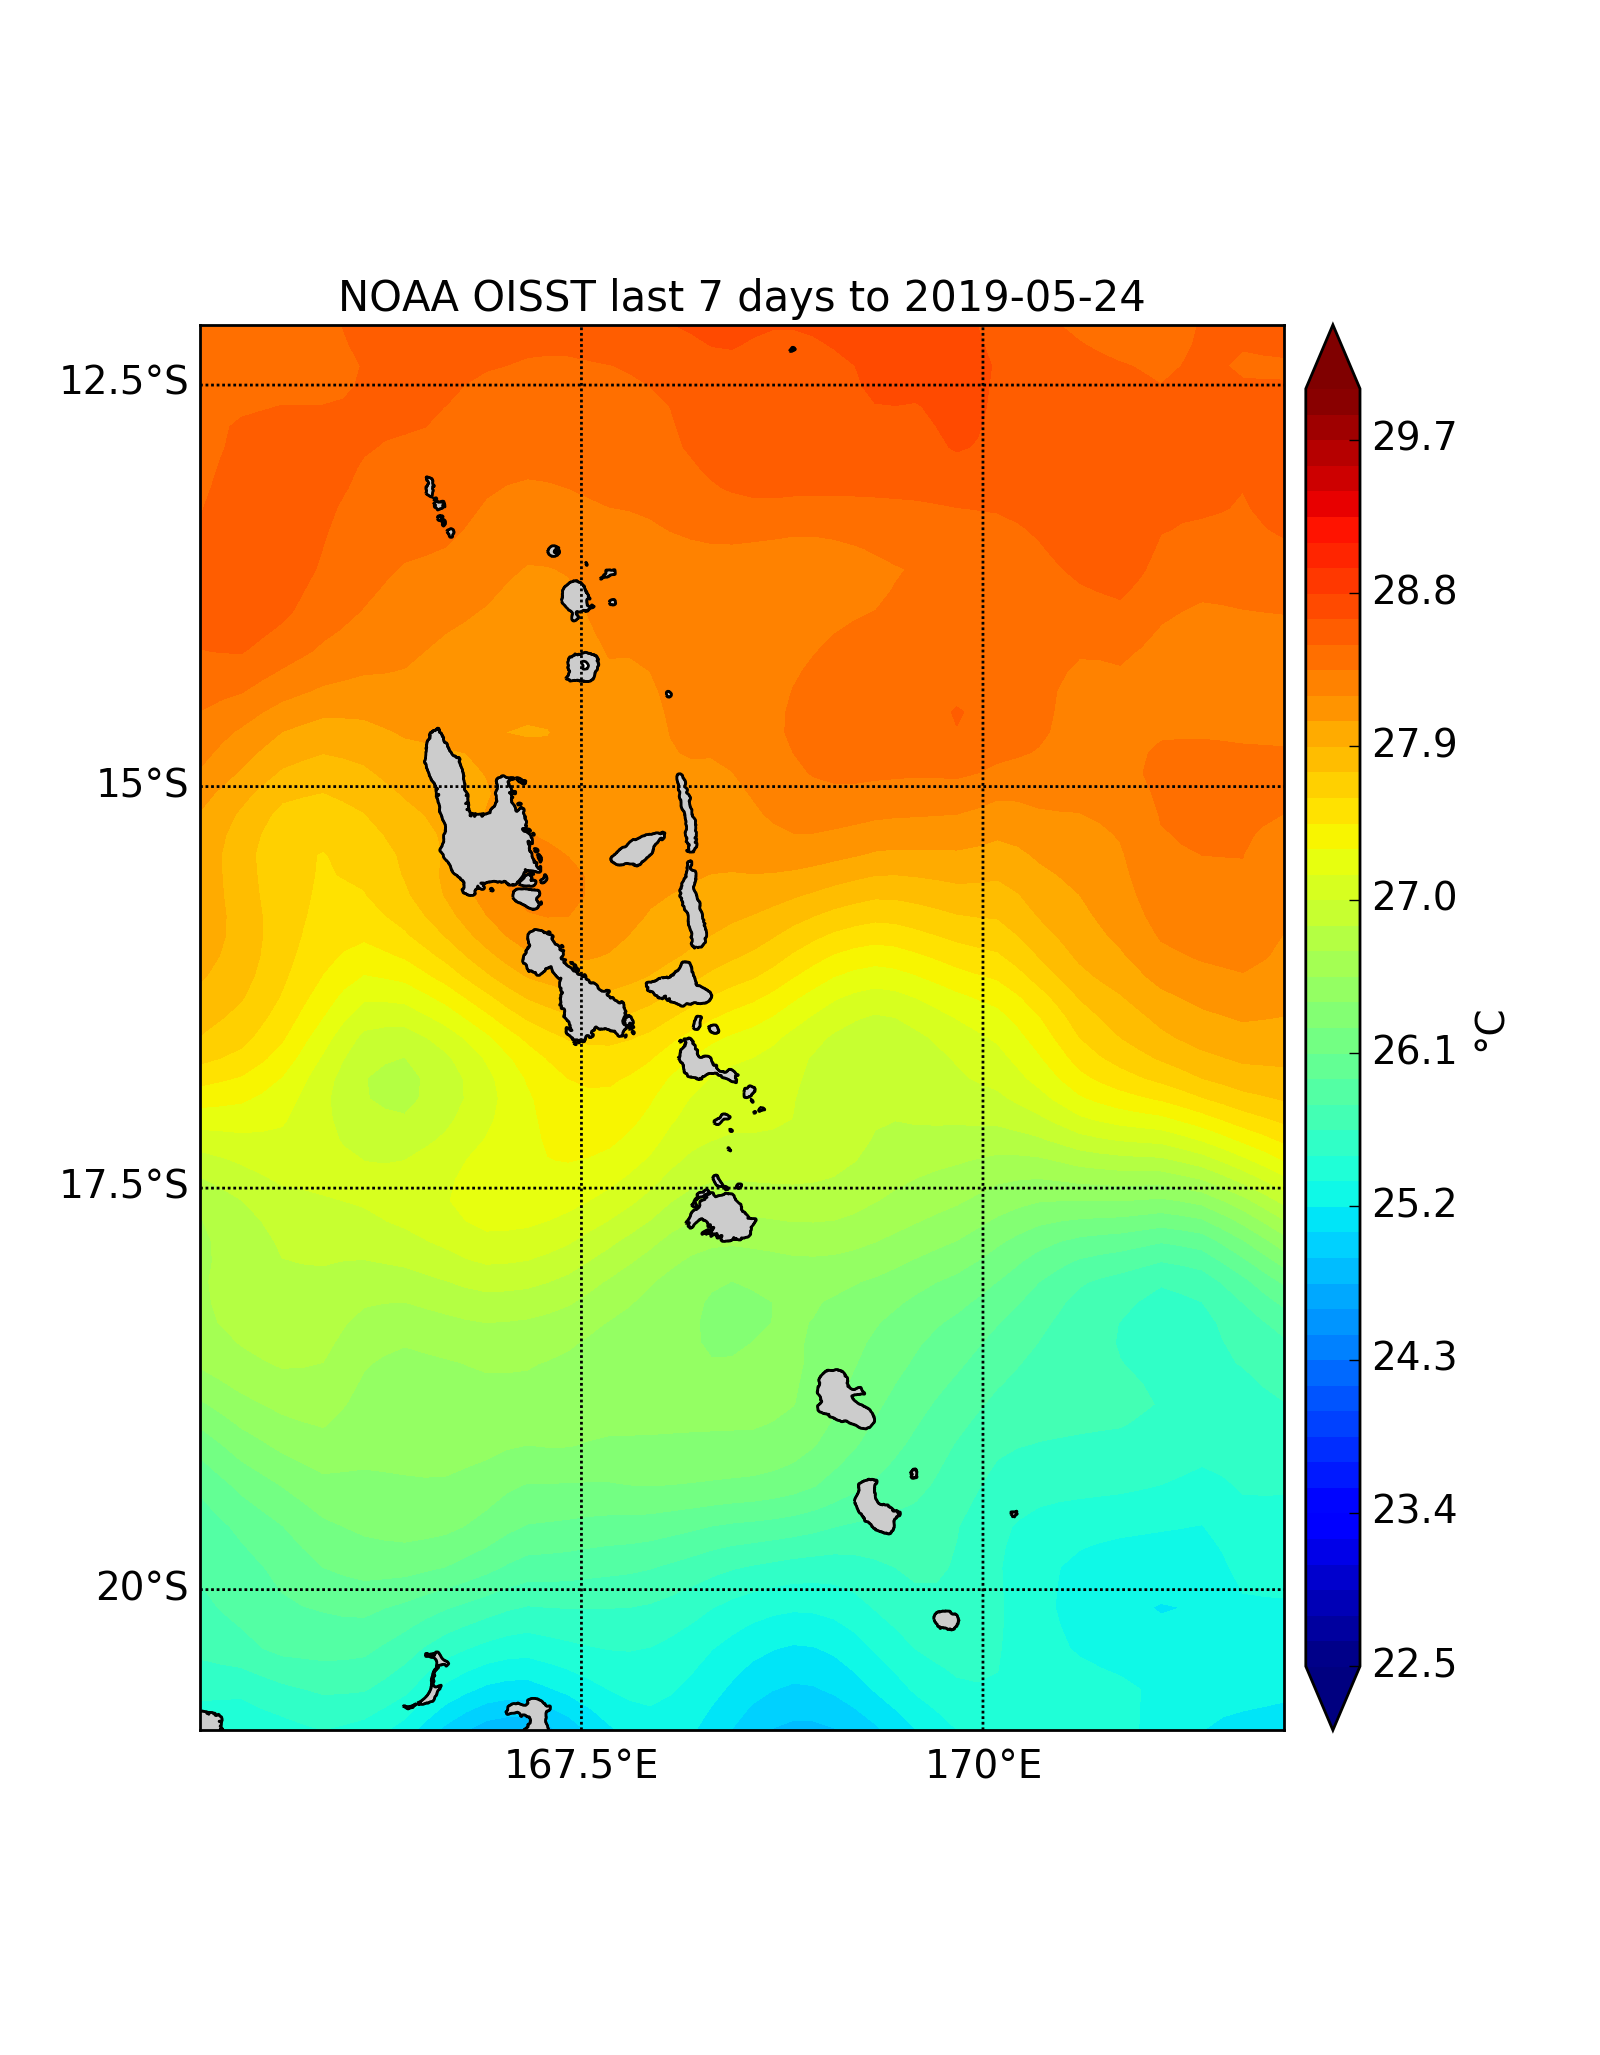 NOAA OISST last 7 days to 2019-05-24
12.5°S
15°S
17.5°S
20°S
167.5°E
170°E
29.7
28.8
27.9
27.0
26.1
25.2
24.3
23.4
22.5
°C